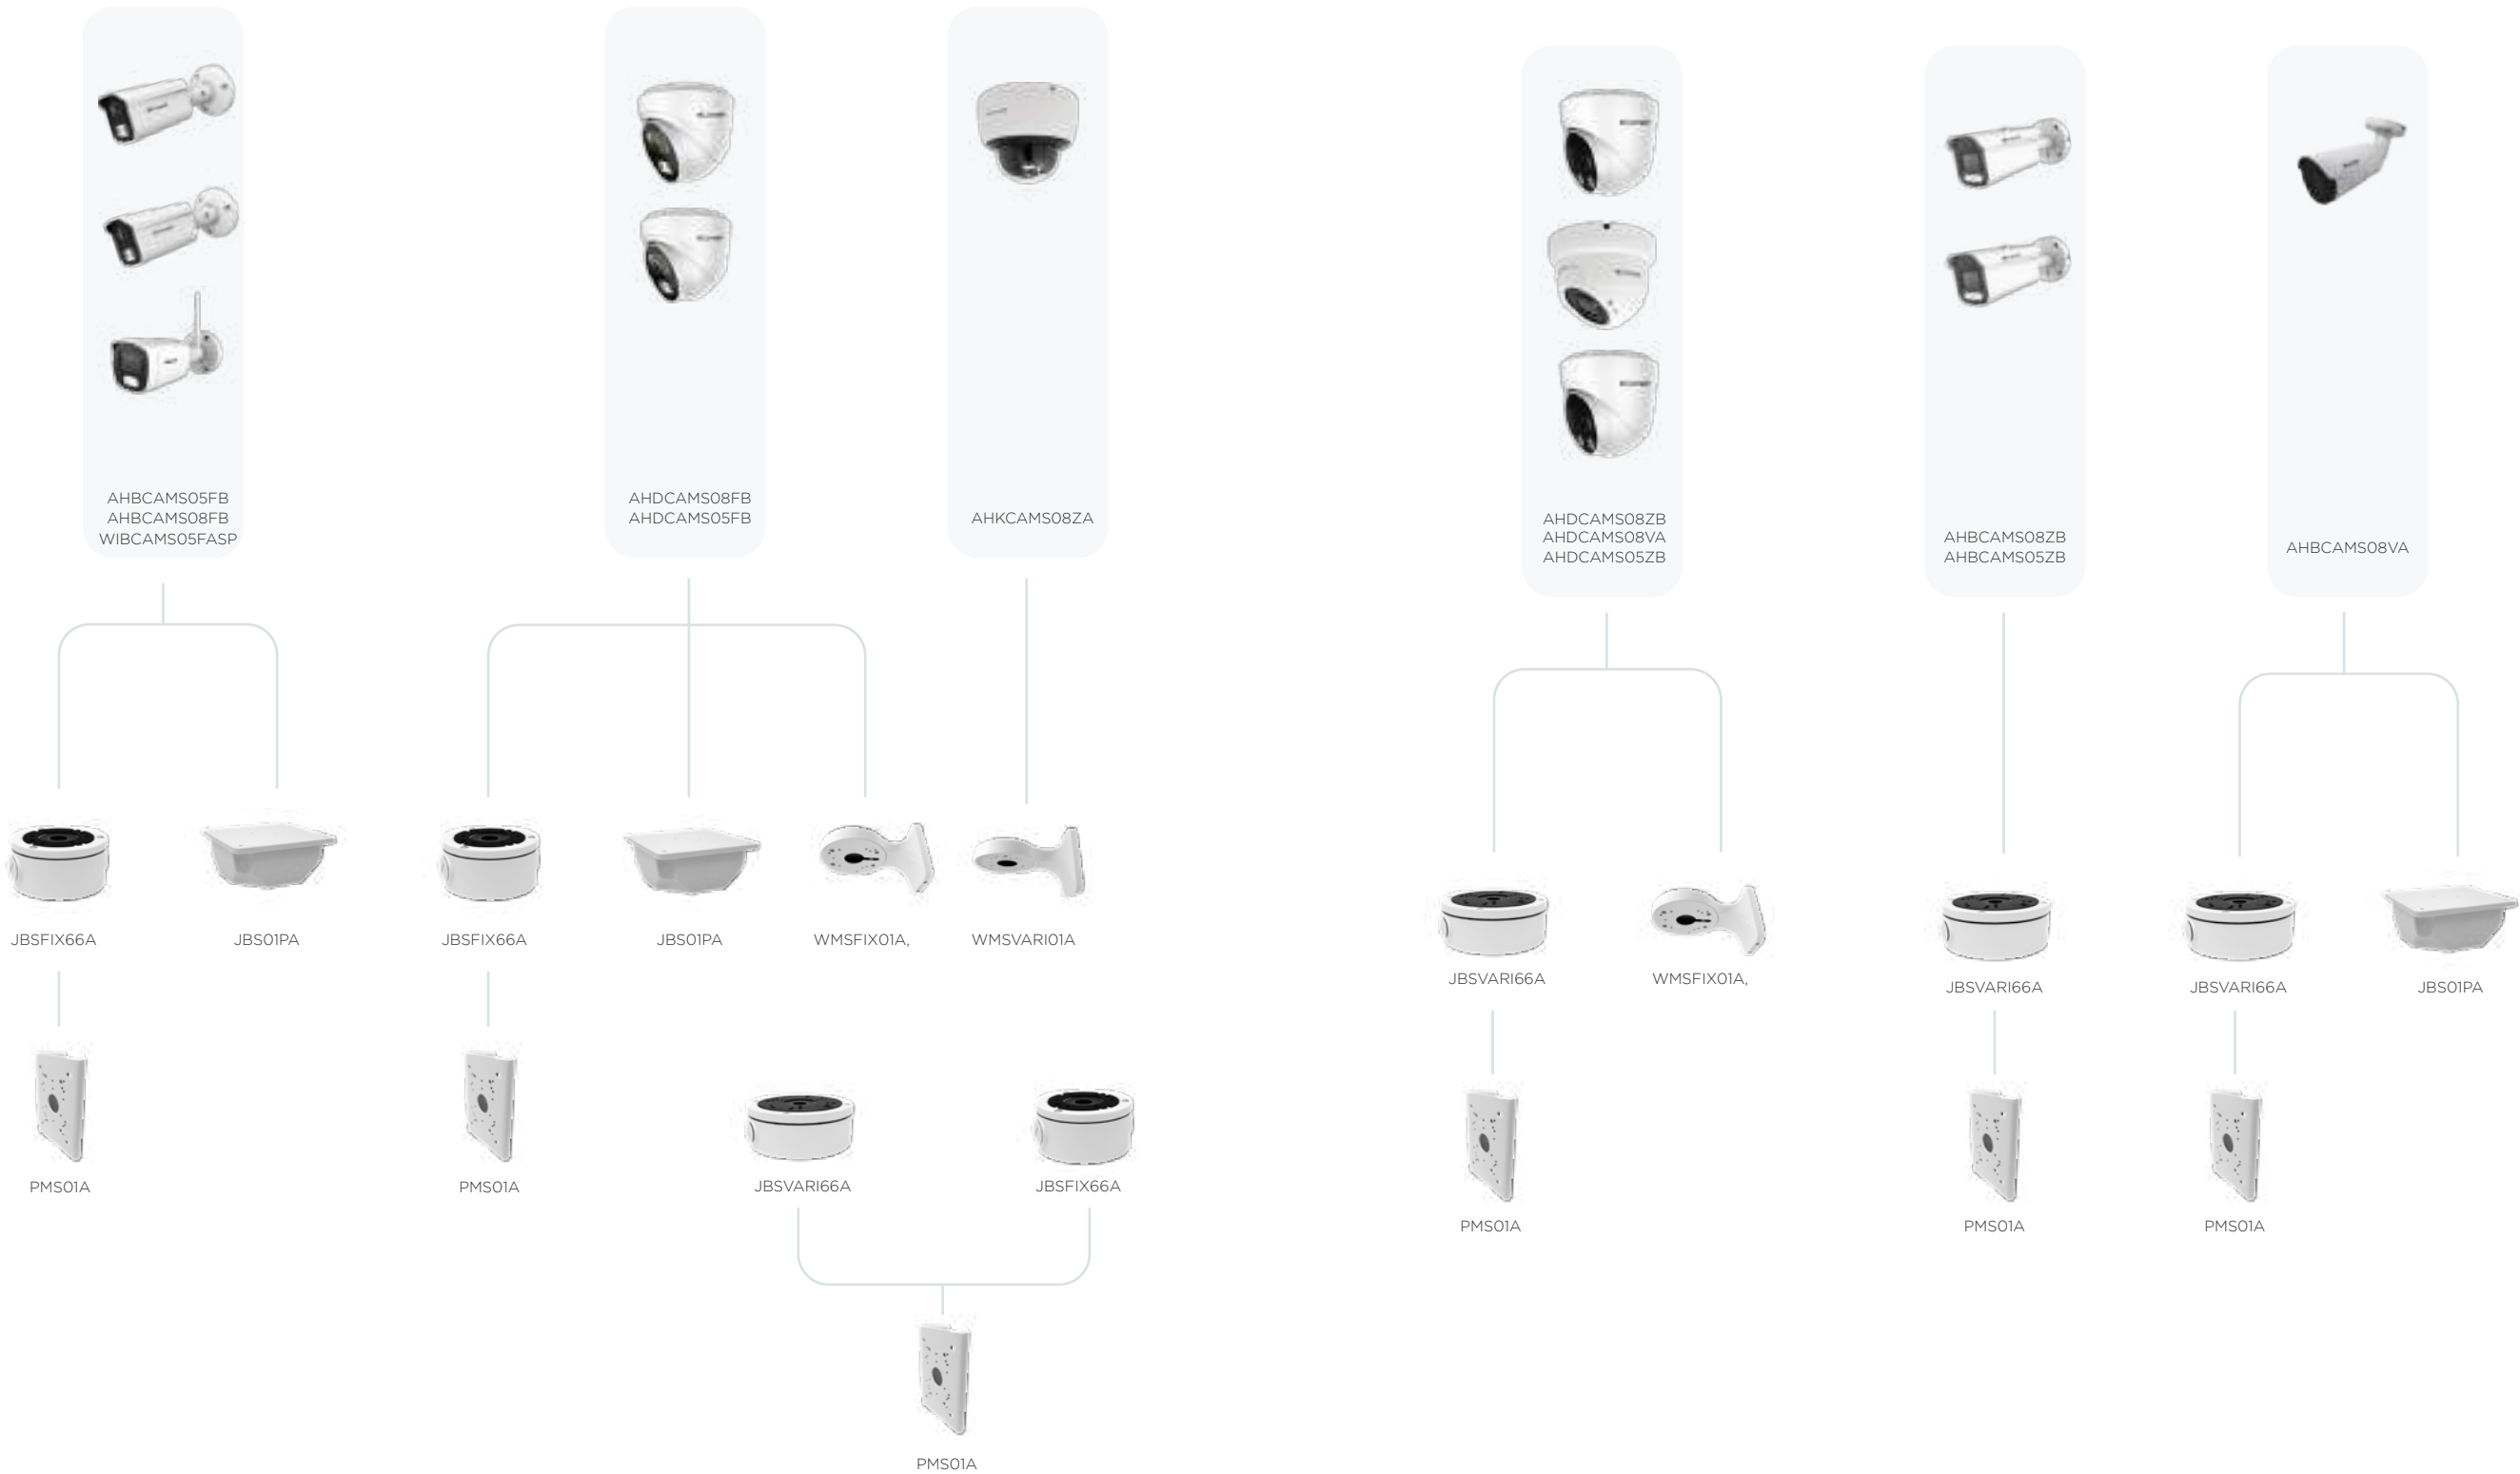 AHBCAMS05FB
AHBCAMS08FB
WIBCAMS05FASP
AHDCAMS08FB
AHDCAMS05FB
AHKCAMS08ZA
AHDCAMS08ZB
AHDCAMS08VA
AHDCAMS05ZB
AHBCAMS08ZB
AHBCAMS05ZB
AHBCAMS08VA
JBSFIX66A
JBS01PA
JBSFIX66A
JBS01PA
WMSFIX01A,
WMSVARI01A
JBSVARI66A
WMSFIX01A,
JBSVARI66A
JBSVARI66A
JBS01PA
PMS01A
PMS01A
JBSVARI66A
JBSFIX66A
PMS01A
PMS01A
PMS01A
PMS01A